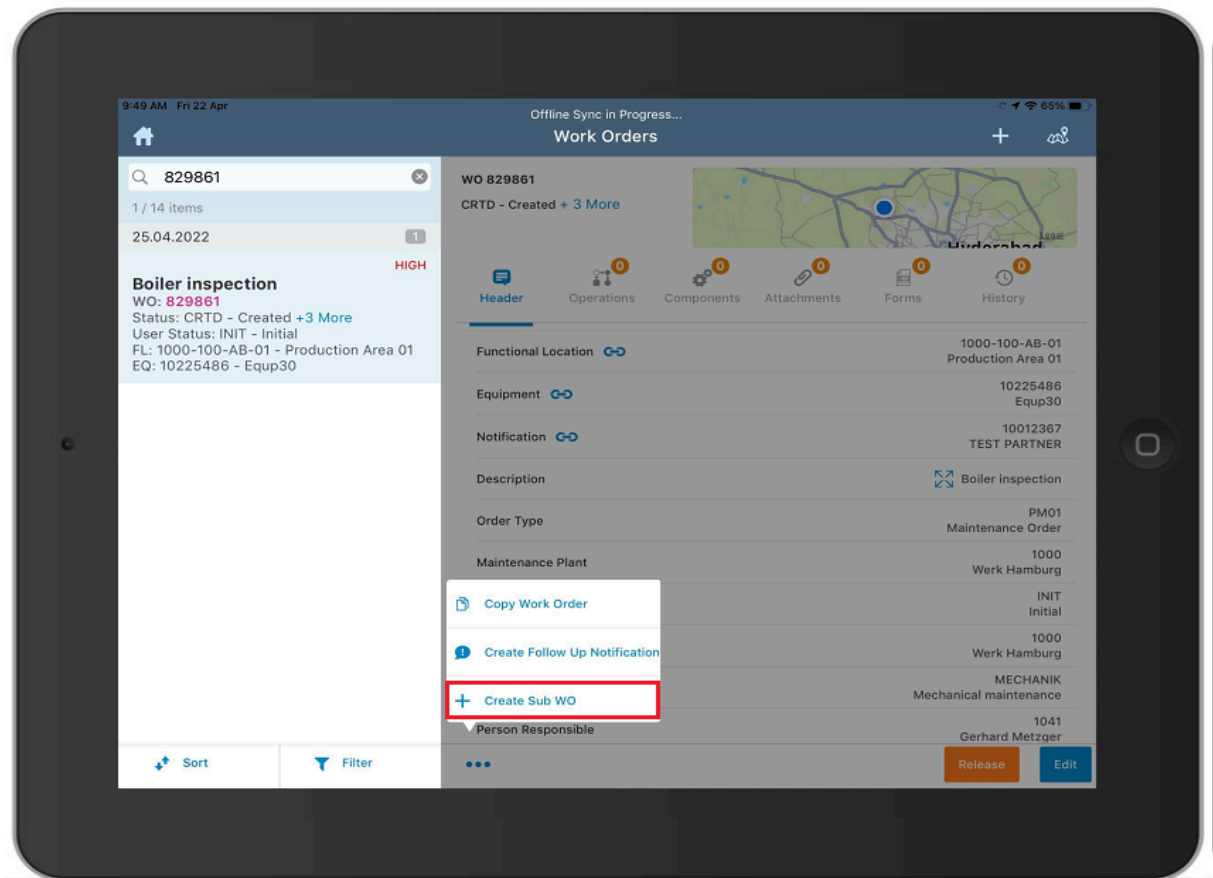 9:49 AM Fri 22 Apr
65%
Offline Sync in Progress...
Work Orders
829861
1 / 14 items
25.04.2022
1
HIGH
Boiler inspection
WO: 829861
Status: CRTD - Created +3 More
User Status: INIT - Initial
FL: 1000-100-AB-01 - Production Area 01
EQ: 10225486 - Equp30
Sort
Filter
WO 829861
CRTD - Created + 3 More
Hyderabad
Legal
Header
0
Operations
0
Components
0
Attachments
0
Forms
0
History
Functional Location
1000-100-AB-01
Production Area 01
Equipment
10225486
Equp30
Notification
10012367
TEST PARTNER
Description
Boiler inspection
Order Type
PM01
Maintenance Order
Maintenance Plant
1000
Werk Hamburg
INIT
Initial
1000
Werk Hamburg
MECHANIK
Mechanical maintenance
Person Responsible
1041
Gerhard Metzger
Copy Work Order
Create Follow Up Notification
Create Sub WO
Release
Edit